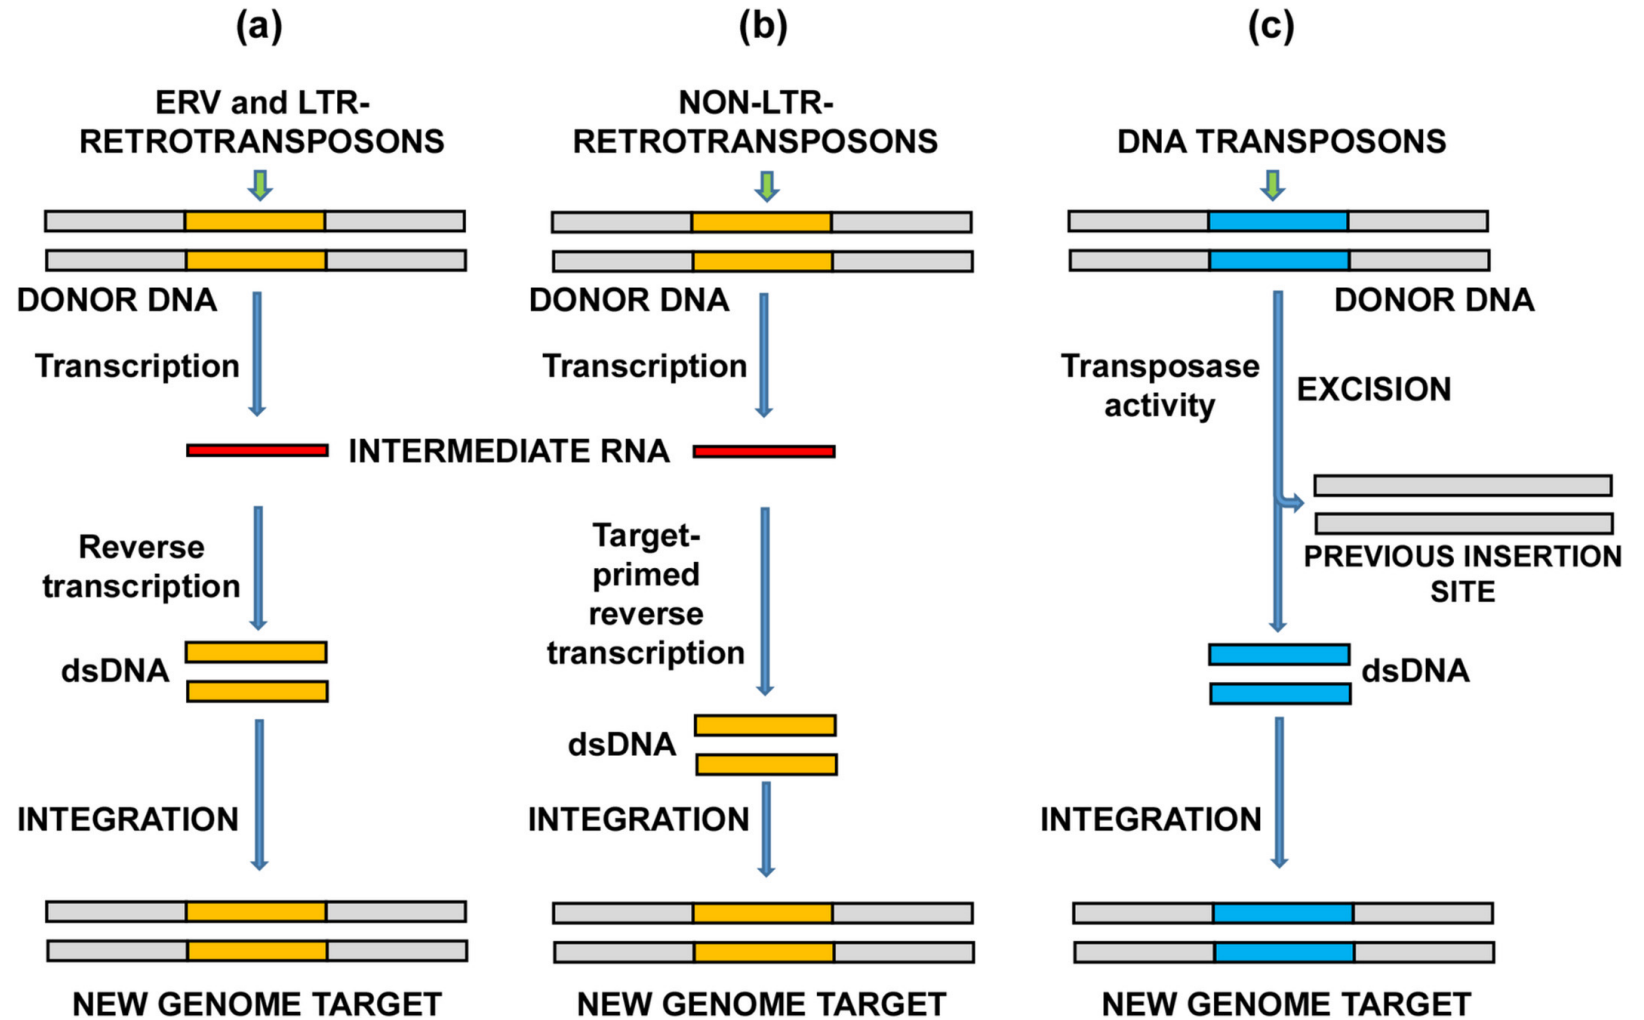 (a)
ERV and LTR-
RETROTRANSPOSONS
DONOR DNA
Transcription
INTERMEDIATE RNA
Reverse
transcription
dsDNA
INTEGRATION
NEW GENOME TARGET
(b)
NON-LTR-
RETROTRANSPOSONS
DONOR DNA
Transcription
Target-
primed
reverse
transcription
dsDNA
INTEGRATION
NEW GENOME TARGET
(c)
DNA TRANSPOSONS
DONOR DNA
Transposase
activity
EXCISION
PREVIOUS INSERTION
SITE
dsDNA
INTEGRATION
NEW GENOME TARGET